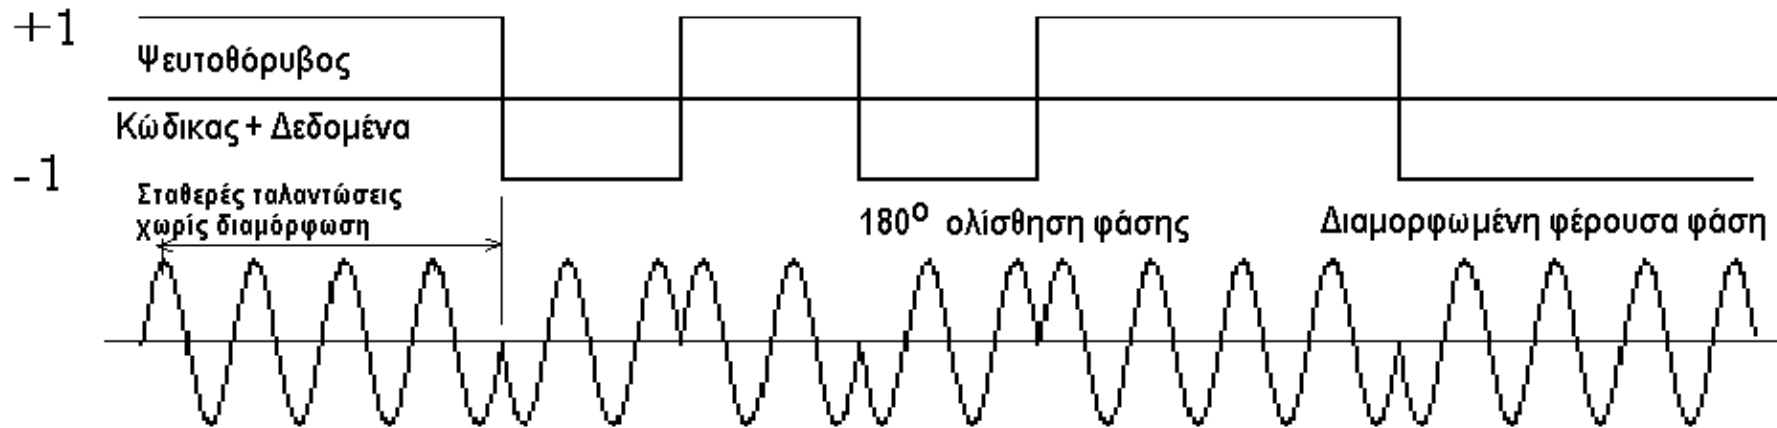 +1
Ψευτοθόρυβος
Κώδικας + Δεδομένα
-1
Σταθερές ταλαντώσεις
χωρίς διαμόρφωση
180° ολίσθηση φάσης
Διαμορφωμένη φέρουσα φάση